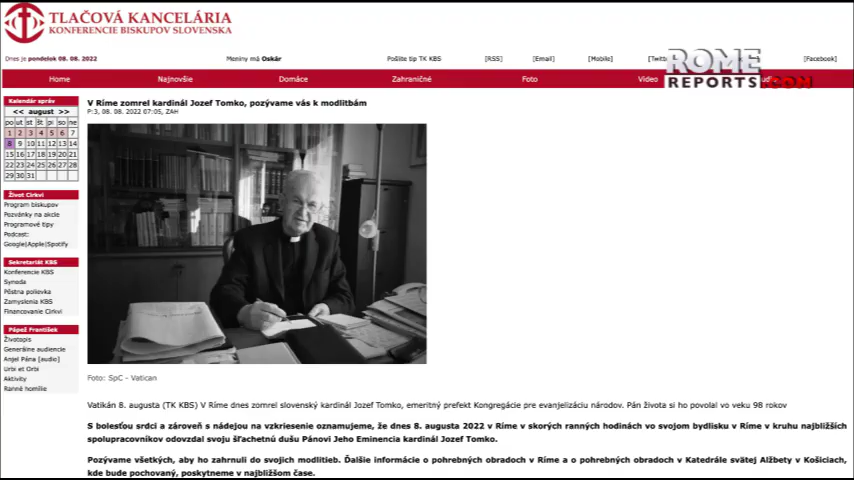 TLAČOVÁ KANCELÁRIA
KONFERENCIE BISKUPOV SLOVENSKA
Dnes je pondelok 08. 08. 2022 Meniny má Oskár Pošlite tip TK KBS [RSS] [Email] [Mobile] [Facebook]
ROME
REPORTS.COM
Home Najnovšie Domáce Zahraničné Foto Video
Kalendár správ
<< august >>
po ut st št pi so ne
1 2 3 4 5 6 7
8 9 10 11 12 13 14
15 16 17 18 19 20 21
22 23 24 25 26 27 28
29 30 31
Život Cirkvi
Program biskupov
Pozvánky na akcie
Programové tipy
Podcast:
Google|Apple|Spotify
Sekretariát KBS
Konferencie KBS
Synoda
Pôstna polievka
Zamyslenia KBS
Financovanie Cirkvi
Pápež František
Životopis
Generálne audiencie
Anjel Pána [audio]
Urbi et Orbi
Aktivity
Ranné homílie
V Ríme zomrel kardinál Jozef Tomko, pozývame vás k modlitbám
P:3, 08. 08. 2022 07:05, ZAH
Foto: SpC - Vatican
Vatikán 8. augusta (TK KBS) V Ríme dnes zomrel slovenský kardinál Jozef Tomko, emeritný prefekt Kongregácie pre evanjelizáciu národov. Pán života si ho povolal vo veku 98 rokov
S bolesťou srdci a zároveň s nádejou na vzkriesenie oznamujeme, že dnes 8. augusta 2022 v Ríme v skorých ranných hodinách vo svojom bydlisku v Ríme v kruhu najbližších
spolupracovníkov odovzdal svoju šľachetnú dušu Pánovi Jeho Eminencia kardinál Jozef Tomko.
Pozývame všetkých, aby ho zahrnuli do svojich modlitieb. Ďalšie informácie o pohrebných obradoch v Ríme a o pohrebných obradoch v Katedrále svätej Alžbety v Košiciach,
kde bude pochovaný, poskytneme v najbližšom čase.